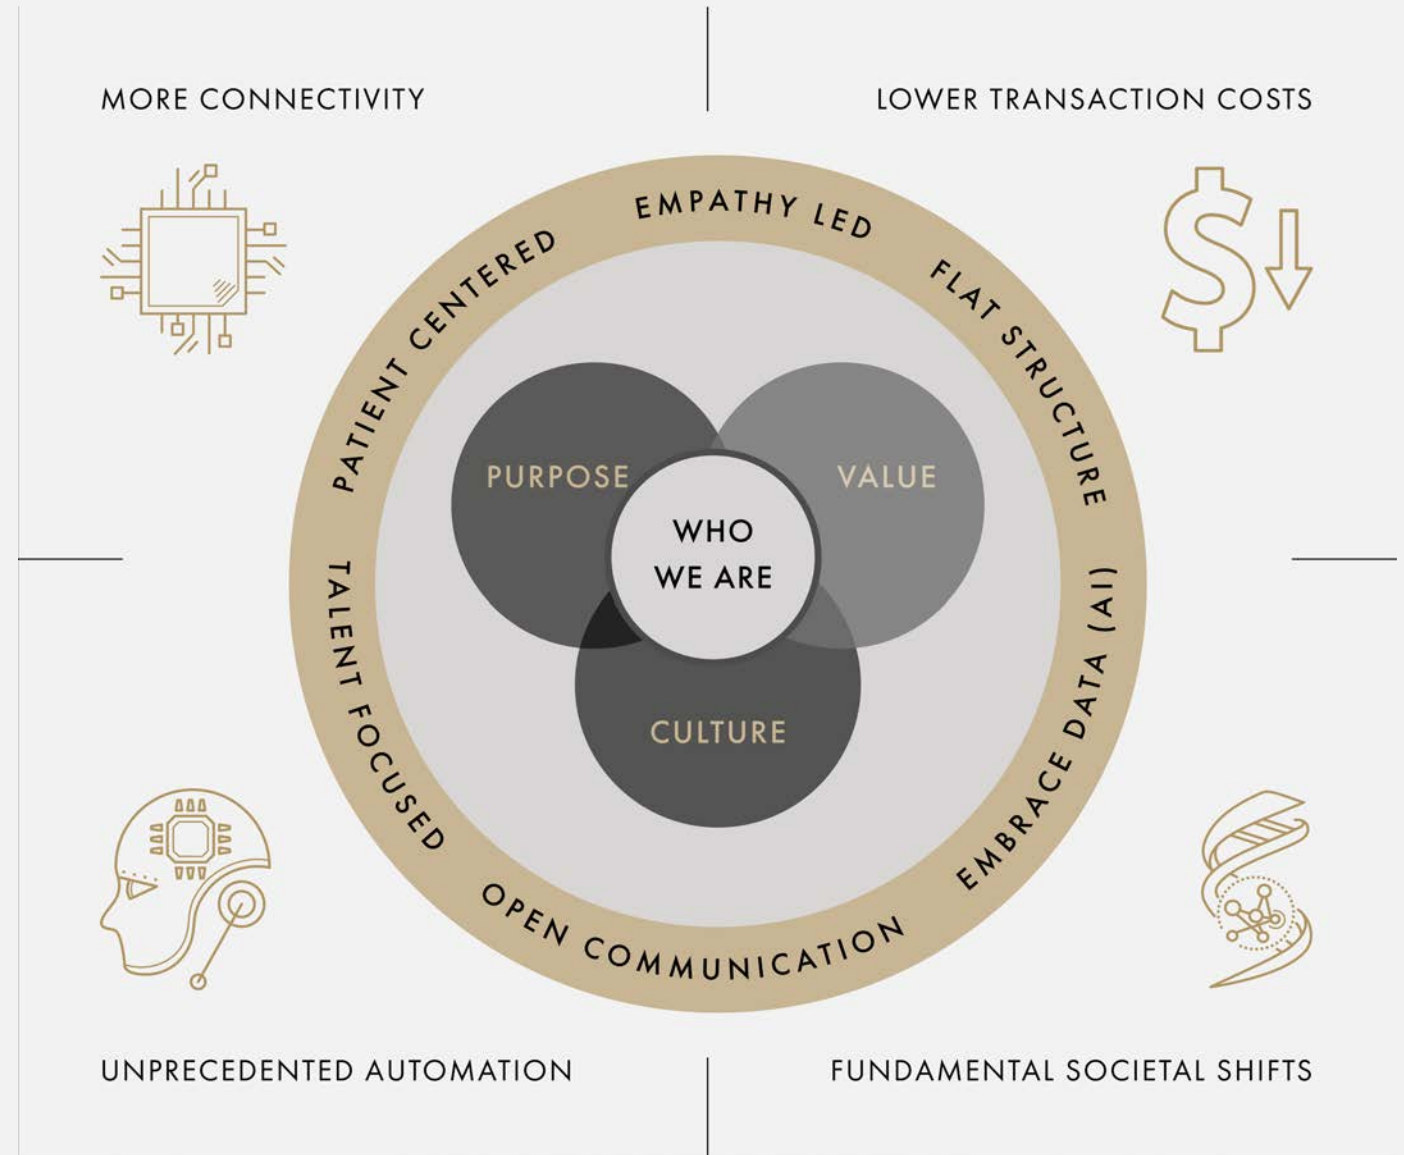 MORE CONNECTIVITY
LOWER TRANSACTION COSTS
EMPATHY LED
PATIENT CENTERED
FLAT STRUCTURE
PURPOSE
VALUE
WHO
WE ARE
CULTURE
TALENT FOCUSED
EMBRACE DATA (AI)
OPEN COMMUNICATION
UNPRECEDENTED AUTOMATION
FUNDAMENTAL SOCIETAL SHIFTS